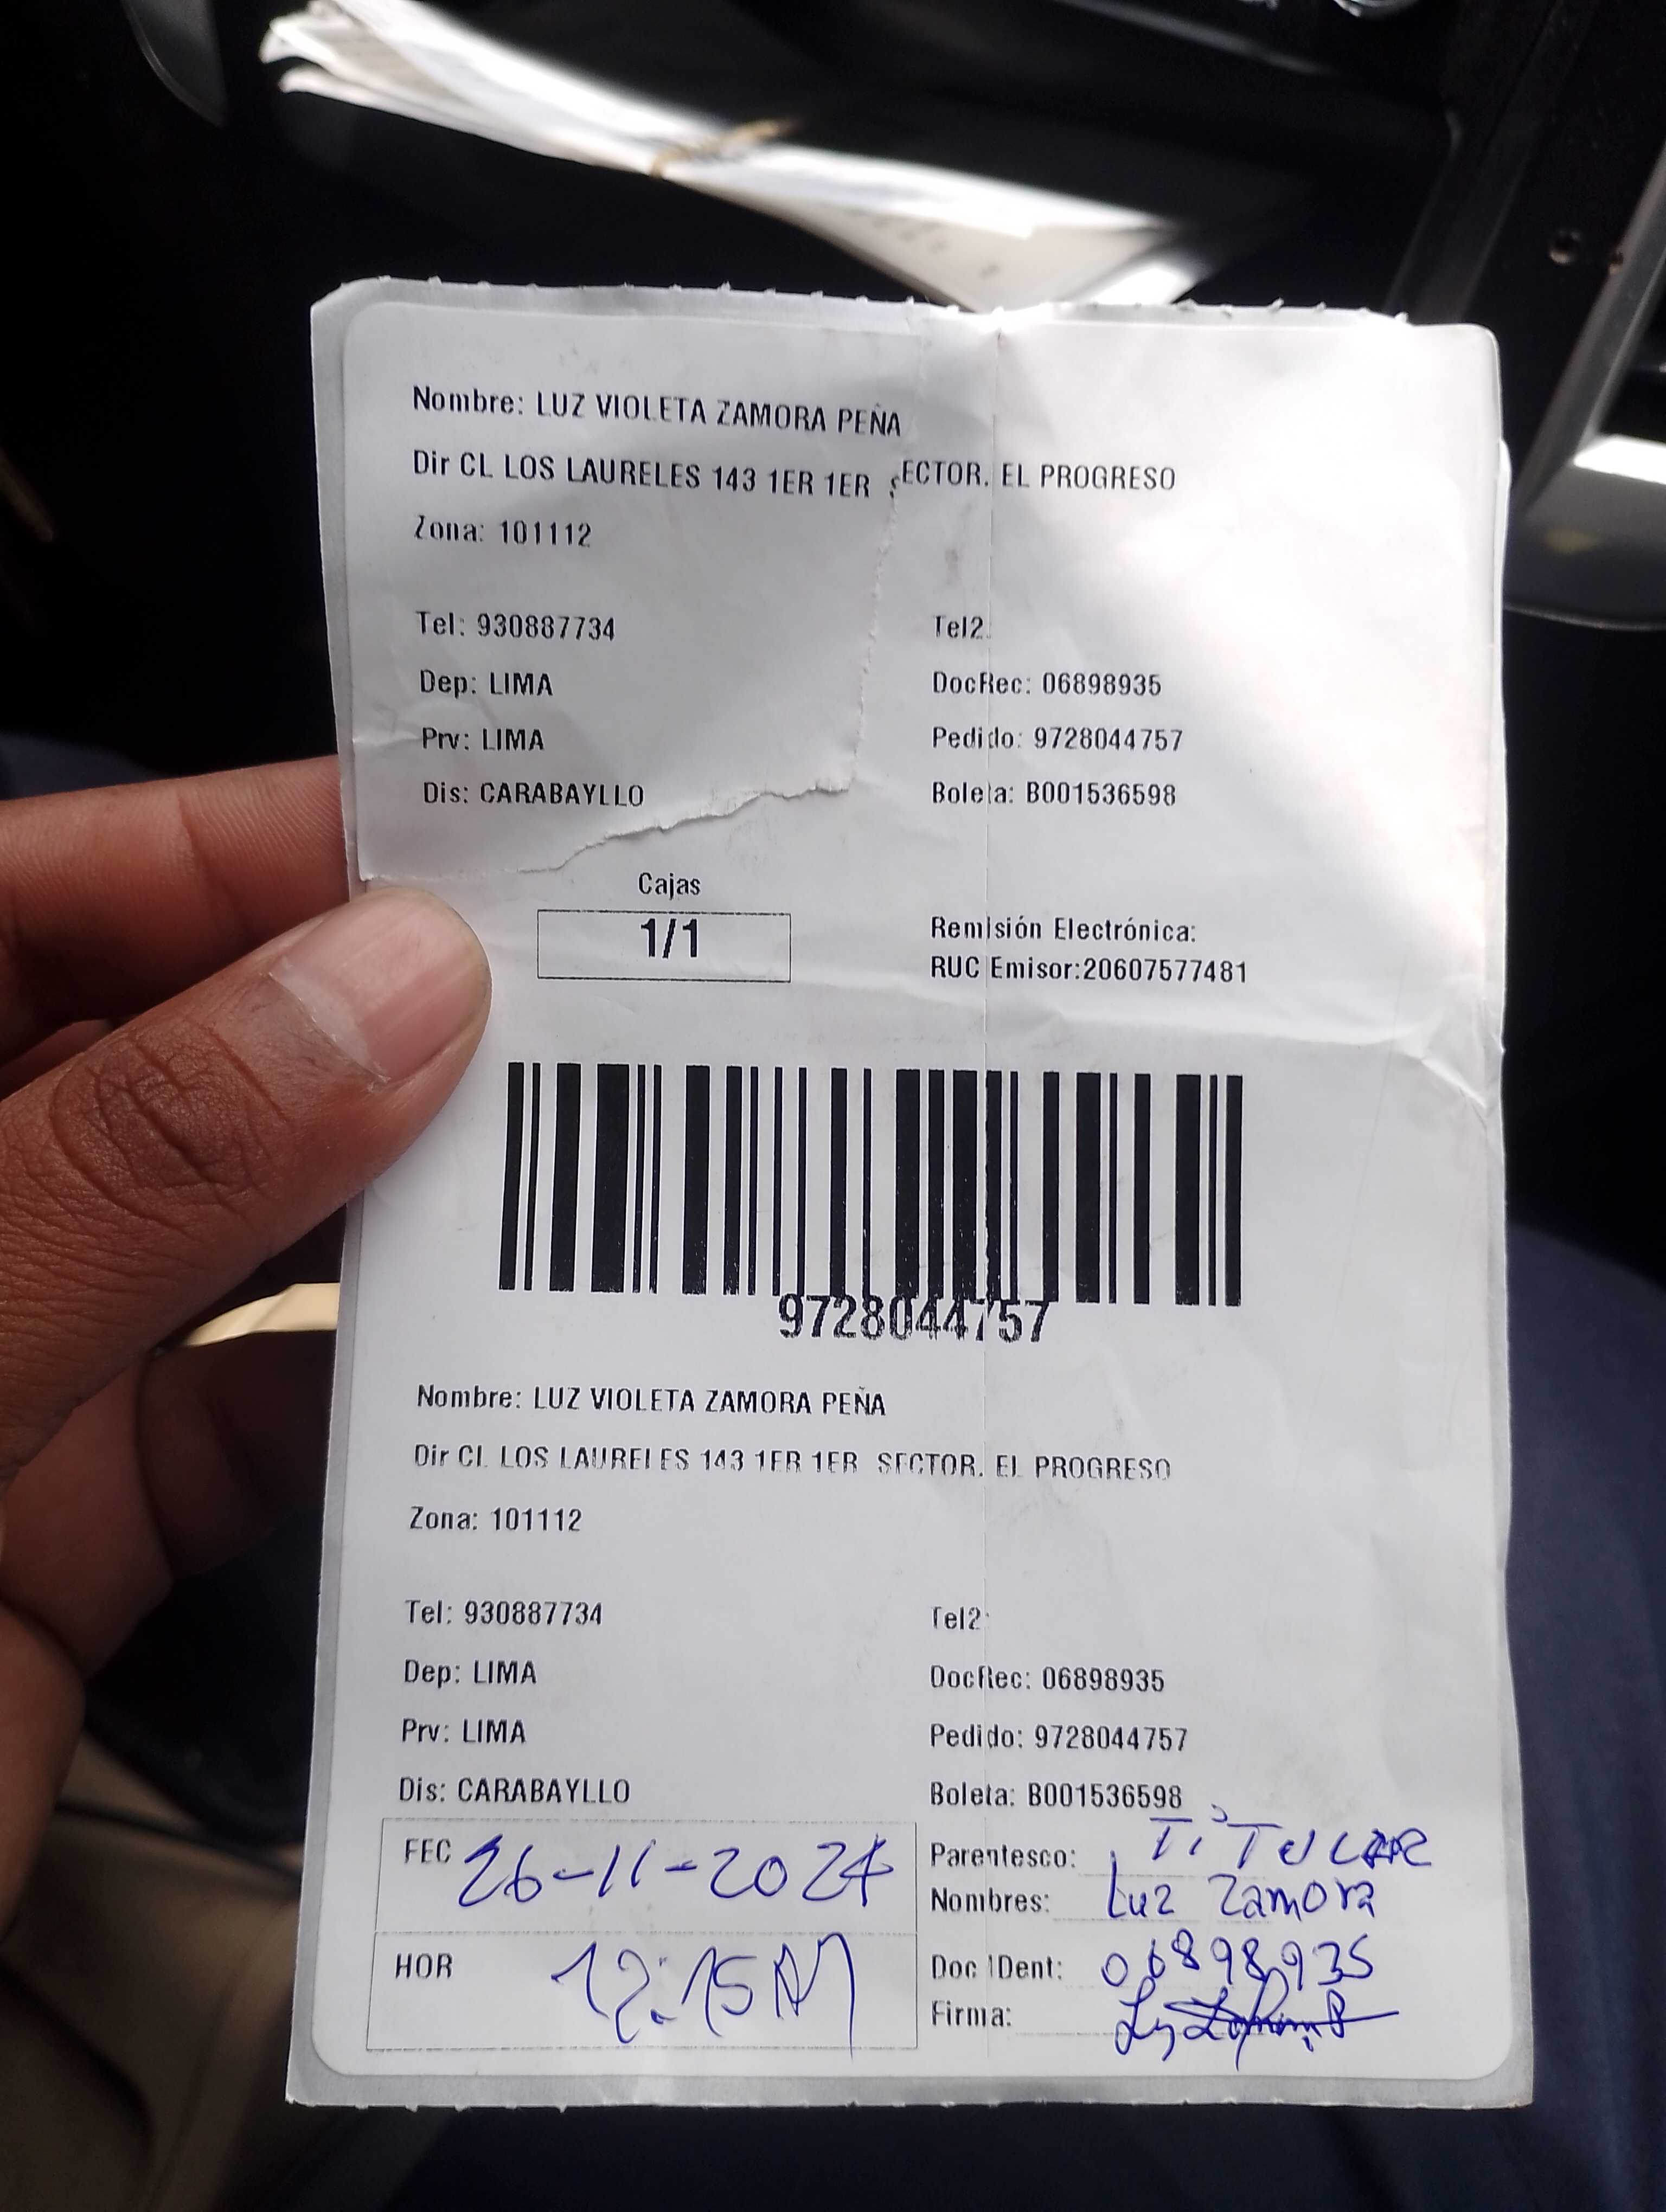 Nombre: LUZ VIOLETA ZAMORA PEÑA
Dir CL LOS LAURELES 143 1ER 1ER SECTOR. EL PROGRESO
Zona: 101112
Tel: 930887734 Tel2:
Dep: LIMA DocRec: 06898935
Prv: LIMA Pedido: 9728044757
Dis: CARABAYLLO Boleta: B001536598
Cajas
1/1
Remisión Electrónica:
RUC Emisor:20607577481
9728044757
Nombre: LUZ VIOLETA ZAMORA PEÑA
Dir CL LOS LAURELES 143 1ER 1ER SECTOR. EL PROGRESO
Zona: 101112
Tel: 930887734 Tel2:
Dep: LIMA DocRec: 06898935
Prv: LIMA Pedido: 9728044757
Dis: CARABAYLLO Boleta: B001536598
FEC 26-11-2024
Parentesco: TITULAR
Nombres: Luz Zamora
HOR 12:15
Doc IDent: 06898935
Firma: